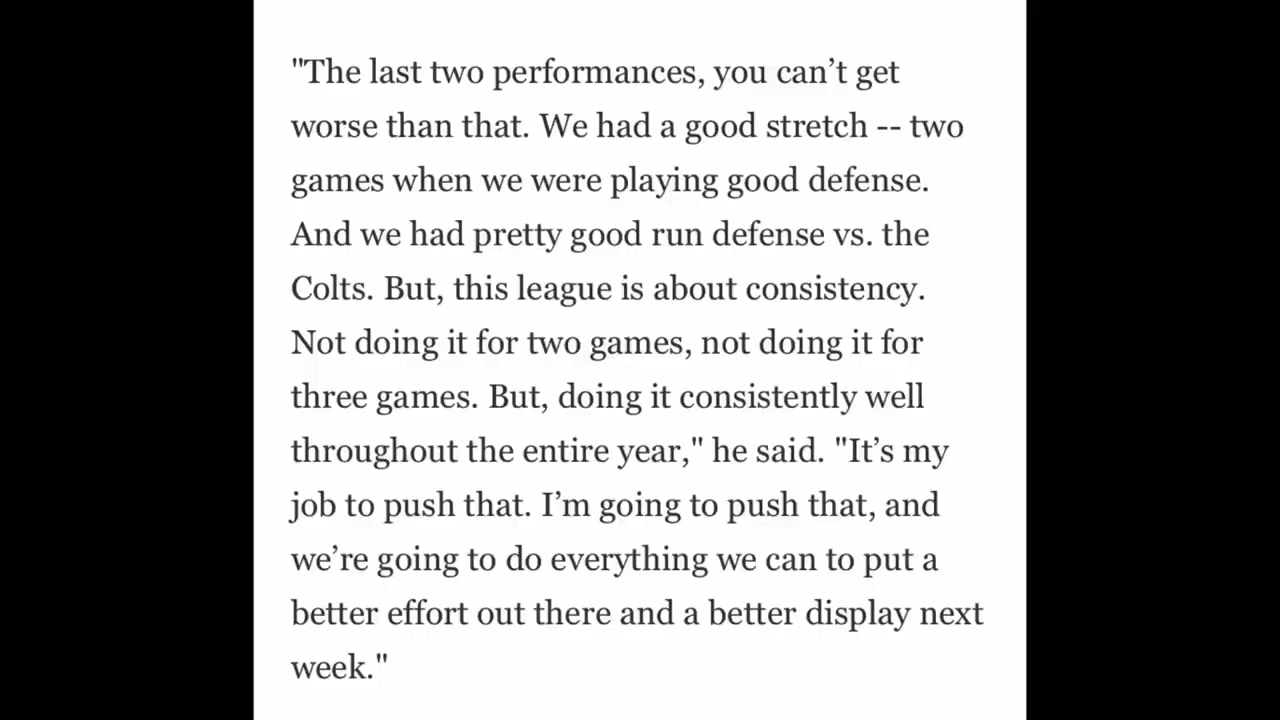 "The last two performances, you can’t get
worse than that. We had a good stretch -- two
games when we were playing good defense.
And we had pretty good run defense vs. the
Colts. But, this league is about consistency.
Not doing it for two games, not doing it for
three games. But, doing it consistently well
throughout the entire year," he said. "It’s my
job to push that. I’m going to push that, and
we’re going to do everything we can to put a
better effort out there and a better display next
week."